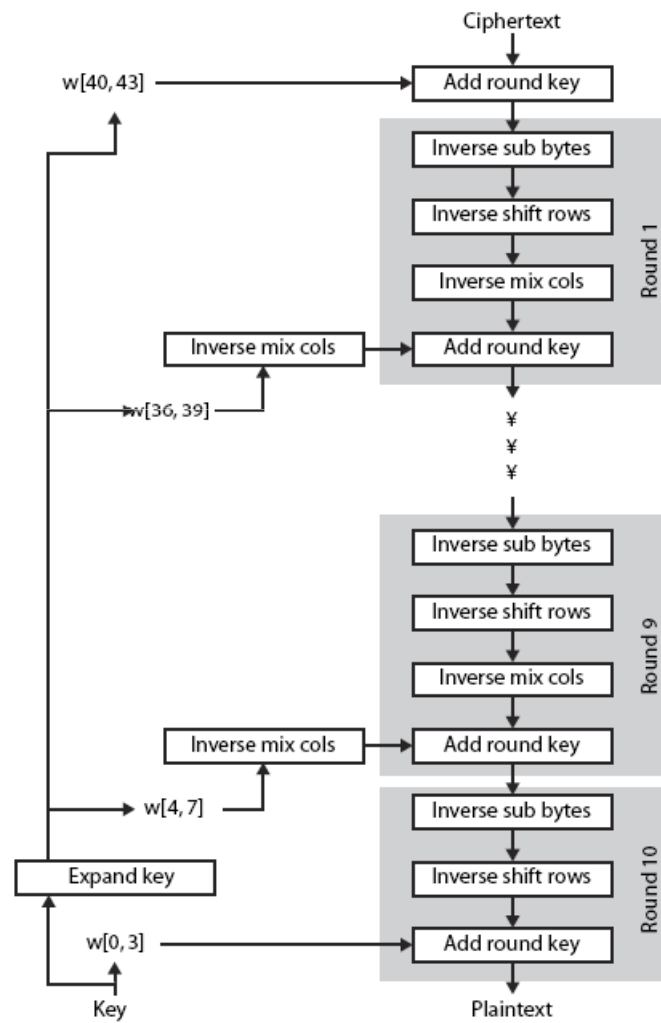 Ciphertext
w[40, 43]
Add round key
Inverse sub bytes
Inverse shift rows
Round 1
Inverse mix cols
Inverse mix cols
Add round key
w[36, 39]
¥
¥
¥
Inverse sub bytes
Inverse shift rows
Round 9
Inverse mix cols
Inverse mix cols
Add round key
w[4, 7]
Inverse sub bytes
Expand key
Inverse shift rows
Round 10
w[0, 3]
Add round key
Key
Plaintext